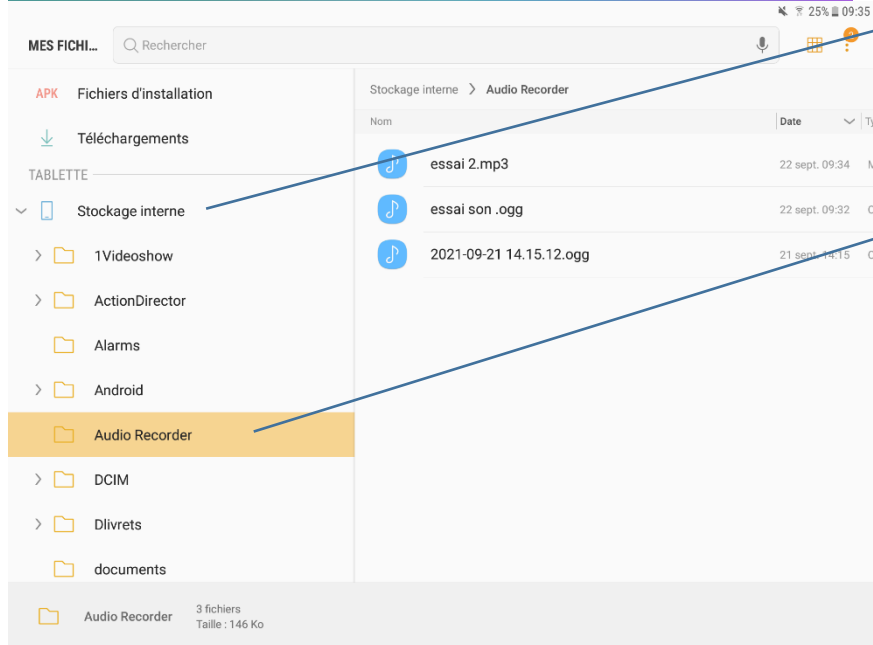 25% 09:35
MES FICHI...
Rechercher
APK Fichiers d'installation
Téléchargements
TABLETTE
Stockage interne
1Videoshow
ActionDirector
Alarms
Android
Audio Recorder
DCIM
Dlivrets
documents
Stockage interne > Audio Recorder
Nom Date
essai 2.mp3 22 sept. 09:34
essai son .ogg 22 sept. 09:32
2021-09-21 14.15.12.ogg 21 sept. 14:15
Audio Recorder
3 fichiers
Taille : 146 Ko